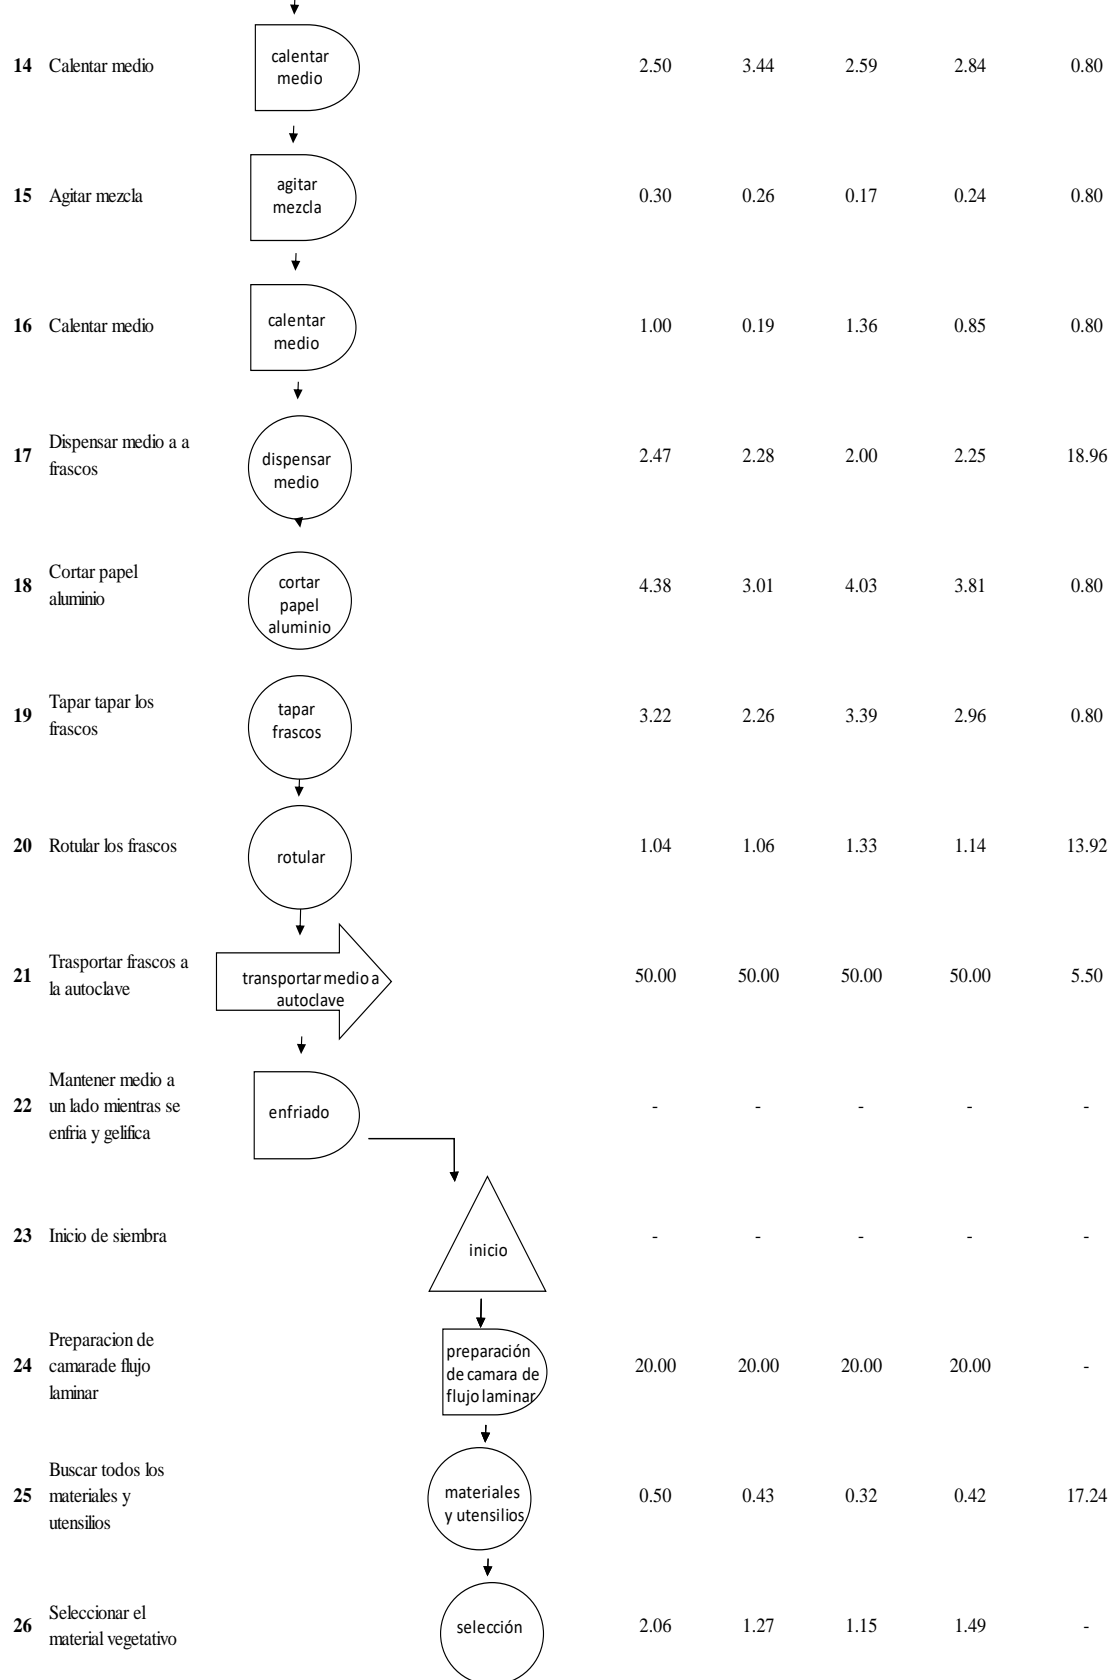 14 Calentar medio calentar medio 2.50 3.44 2.59 2.84 0.80
15 Agitar mezcla agitar mezcla 0.30 0.26 0.17 0.24 0.80
16 Calentar medio calentar medio 1.00 0.19 1.36 0.85 0.80
17 Dispensar medio a a frascos dispensar medio 2.47 2.28 2.00 2.25 18.96
18 Cortar papel aluminio cortar papel aluminio 4.38 3.01 4.03 3.81 0.80
19 Tapar tapar los frascos tapar frascos 3.22 2.26 3.39 2.96 0.80
20 Rotular los frascos rotular 1.04 1.06 1.33 1.14 13.92
21 Trasportar frascos a la autoclave transportar medio a autoclave 50.00 50.00 50.00 50.00 5.50
22 Mantener medio a un lado mientras se enfria y gelifica enfriado - - - - -
23 Inicio de siembra inicio - - - - -
24 Preparacion de camarade flujo laminar preparación de camara de flujo laminar 20.00 20.00 20.00 20.00 -
25 Buscar todos los materiales y utensilios materiales y utensilios 0.50 0.43 0.32 0.42 17.24
26 Seleccionar el material vegetativo selección 2.06 1.27 1.15 1.49 -